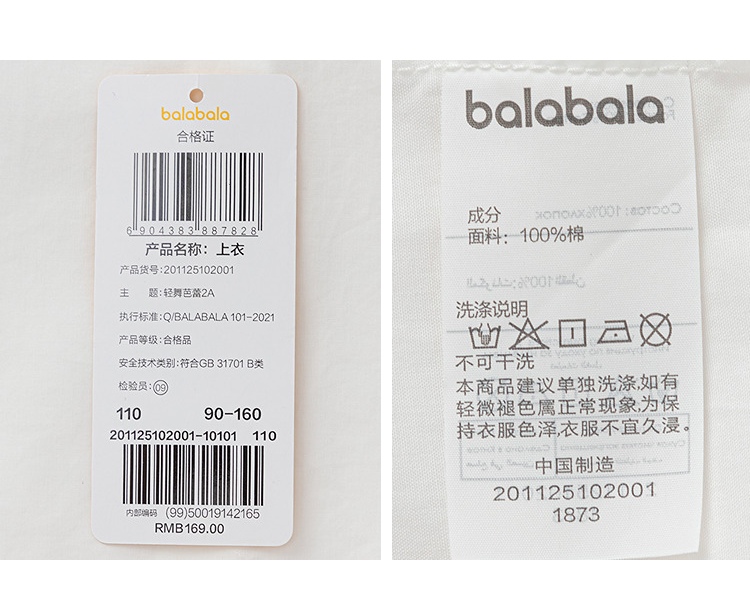 balabala
合格证
6 904383 887828
产品名称：上衣
产品货号:201125102001
主　题:轻舞芭蕾2A
执行标准:Q/BALABALA 101-2021
产品等级:合格品
安全技术类别:符合GB 31701 B类
检验员:09
110 90-160
201125102001-10101 110
内部编码 (99)50019142165
RMB169.00
balabala
成分
面料：100%棉
洗涤说明
不可干洗
本商品建议单独洗涤,如有
轻微褪色属正常现象,为保
持衣服色泽,衣服不宜久浸。
中国制造
201125102001
1873